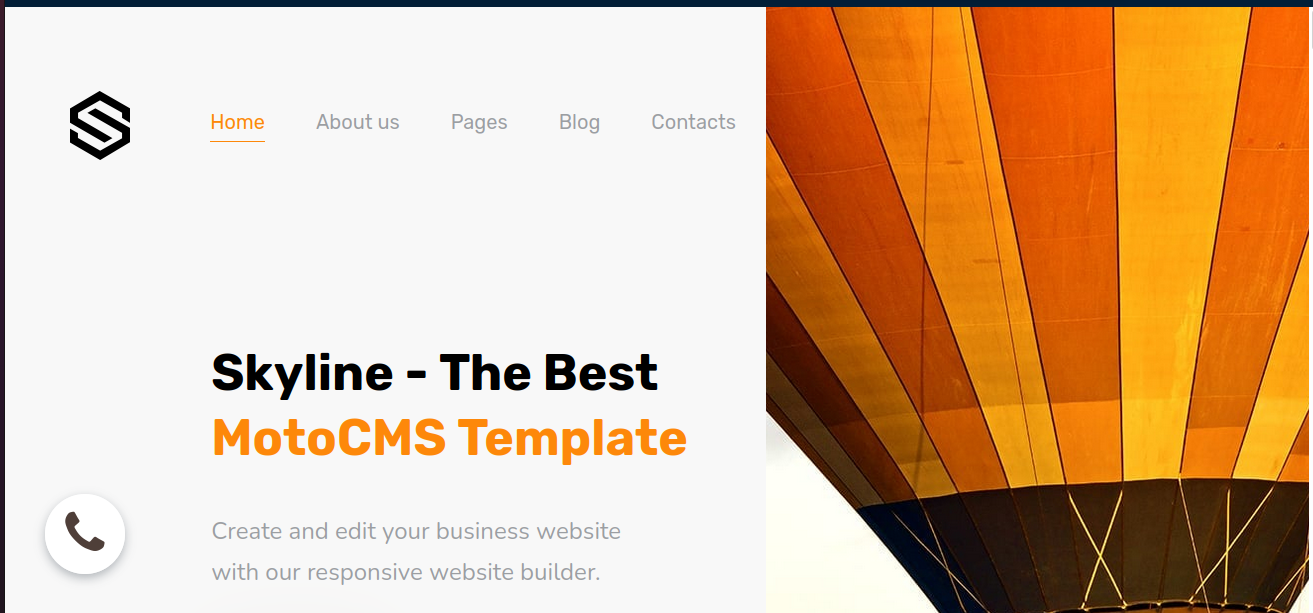 Home About us Pages Blog Contacts
Skyline - The Best
MotoCMS Template
Create and edit your business website
with our responsive website builder.